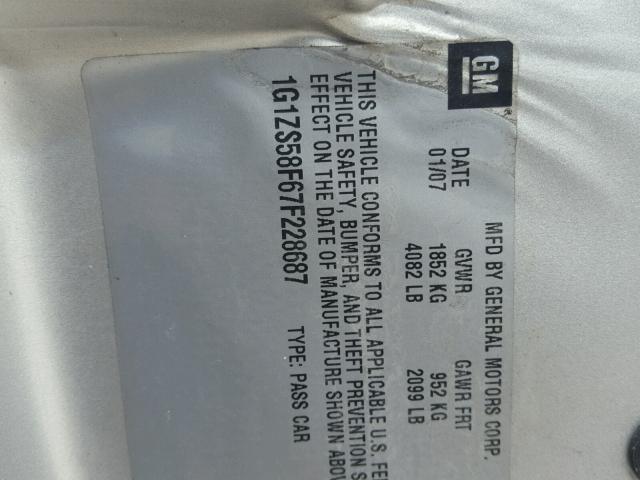 GM
MFD BY GENERAL MOTORS CORP.
DATE GVWR GAWR FRT
01/07 1852 KG 952 KG
4082 LB 2099 LB
THIS VEHICLE CONFORMS TO ALL APPLICABLE U.S.
VEHICLE SAFETY, BUMPER, AND THEFT PREVENTION
EFFECT ON THE DATE OF MANUFACTURE SHOWN
1G1ZS58F67F228687 TYPE: PASS CAR